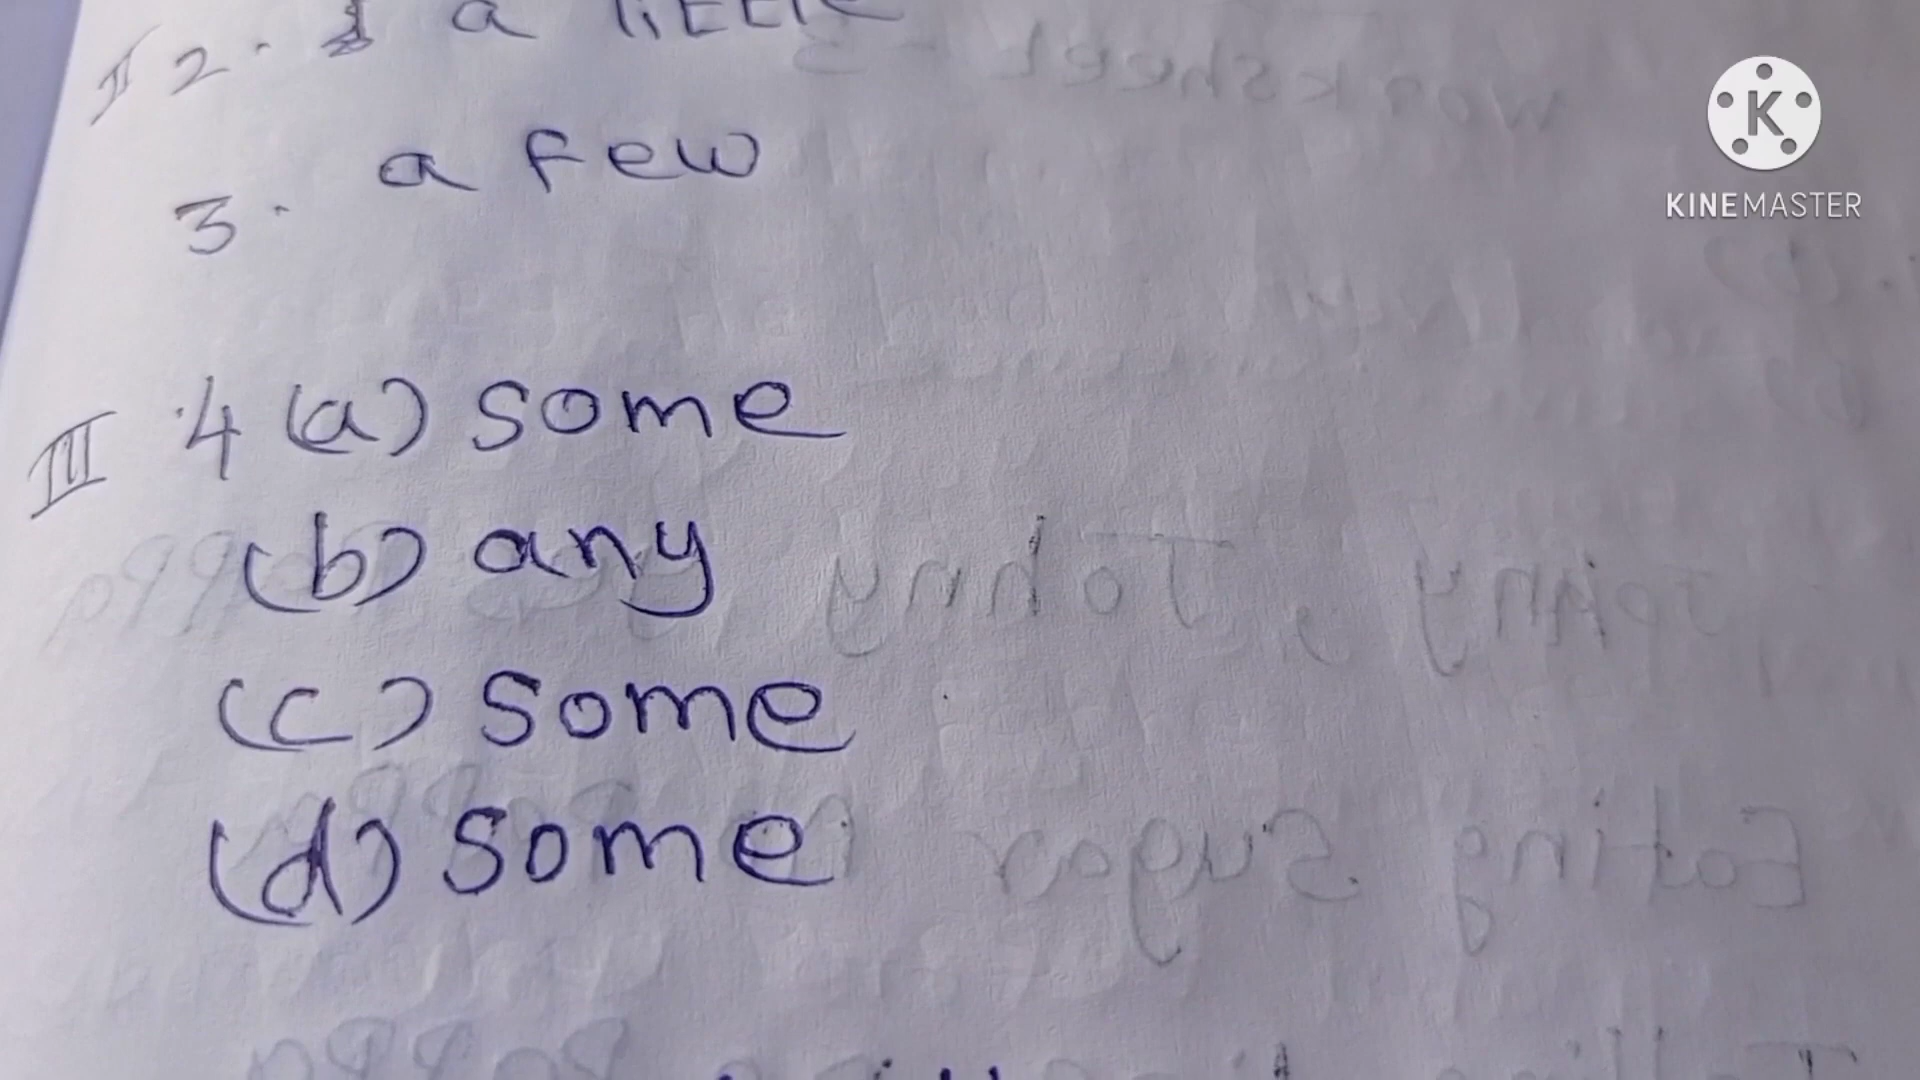 II 2. a little
3. a few
III 4 (a) some
(b) any
(c) some
(d) some
K
KINEMASTER